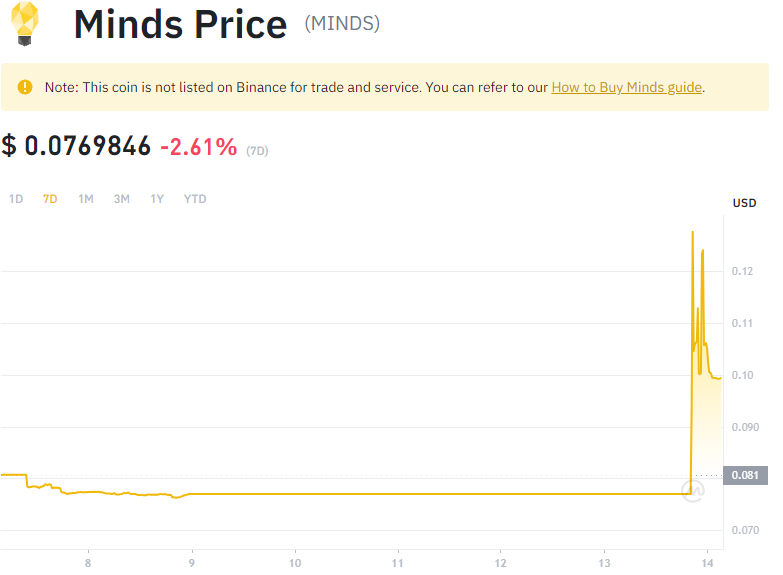 Minds Price (MINDS)
Note: This coin is not listed on Binance for trade and service. You can refer to our How to Buy Minds guide.
$ 0.0769846 -2.61% (7D)
1D 7D 1M 3M 1Y YTD
USD
0.12
0.11
0.10
0.090
0.081
0.070
8 9 10 11 12 13 14